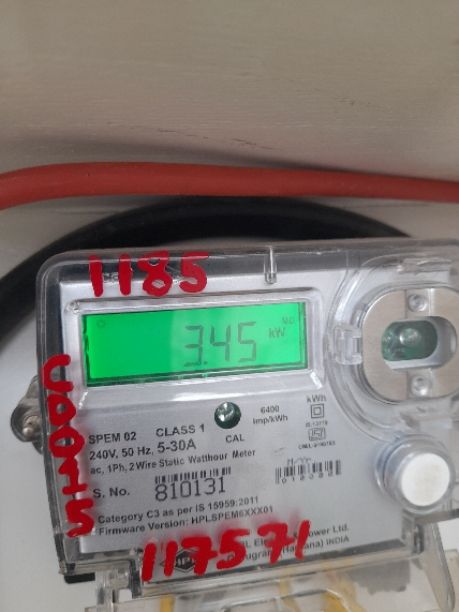 1185
M.D.
3.45 kW
SPEM 02 CLASS 1
240V, 50 Hz, 5-30A
ac, 1Ph, 2 Wire Static Watthour Meter
CAL
6400
imp/kWh
kWh
S. No. 810131
Category C3 as per IS 15959:2011
Firmware Version: HPLSPEM6XXX01
117571
INDIA